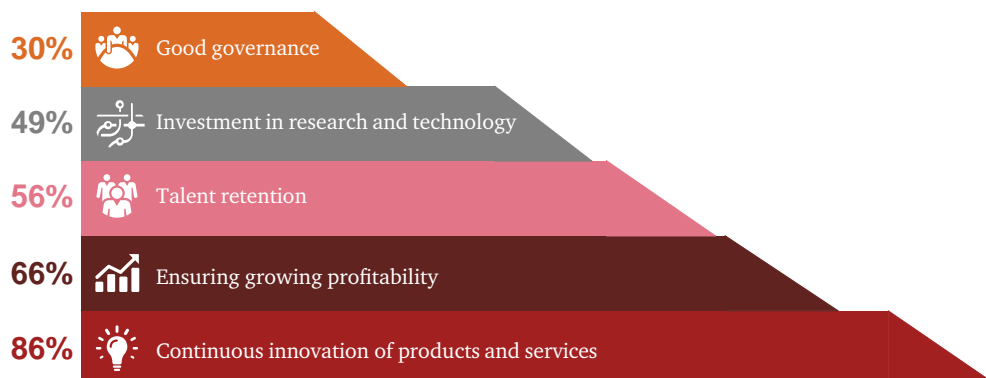 30% Good governance
49% Investment in research and technology
56% Talent retention
66% Ensuring growing profitability
86% Continuous innovation of products and services